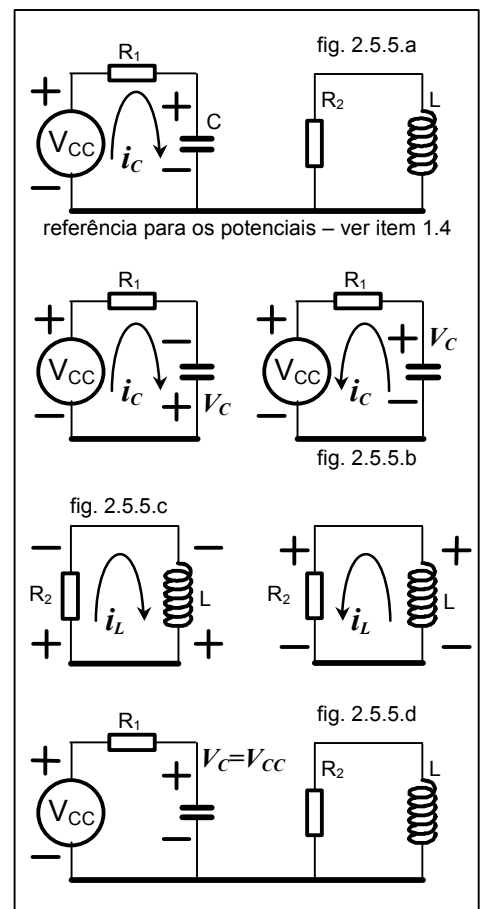 fig. 2.5.5.a
R1
+
VCC
−
iC
+
C
−
R2
L
referência para os potenciais – ver item 1.4
R1
+
VCC
−
iC
−
+
VC
R1
+
VCC
−
iC
+
VC
−
fig. 2.5.5.b
fig. 2.5.5.c
−
R2
+
iL
−
L
+
+
R2
−
iL
+
L
−
fig. 2.5.5.d
R1
+
VCC
−
VC=VCC
+
−
R2
L